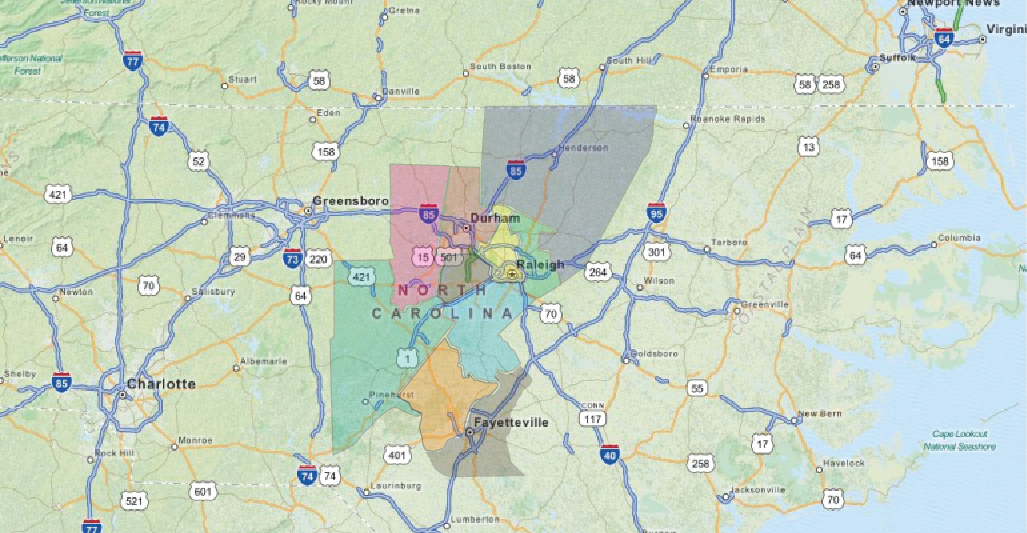 Jefferson National
Forest
Rocky Mount
Gretna
Newport News
64
Virgini
77
fferson National
Forest
Stuart
58
South Boston
58
South Hill
Emporia
Suffolk
58
258
Danville
Eden
Roanoke Rapids
74
52
158
Henderson
13
158
421
85
Greensboro
Clemmons
85
Durham
95
17
Lenoir
64
29
73
220
15
501
Raleigh
301
Tarboro
64
Columbia
421
264
70
64
Newton
Salisbury
NORTH
CAROLINA
Wilson
Greenville
COASTAL PLAIN
70
1
Goldsboro
Albemarle
Shelby
85
Charlotte
Pinehurst
55
CONN
117
New Bern
Fayetteville
Monroe
Rock Hill
401
40
258
17
Cape Lookout
National Seashore
Havelock
74
74
601
521
Laurinburg
Jacksonville
70
77
Lumberton